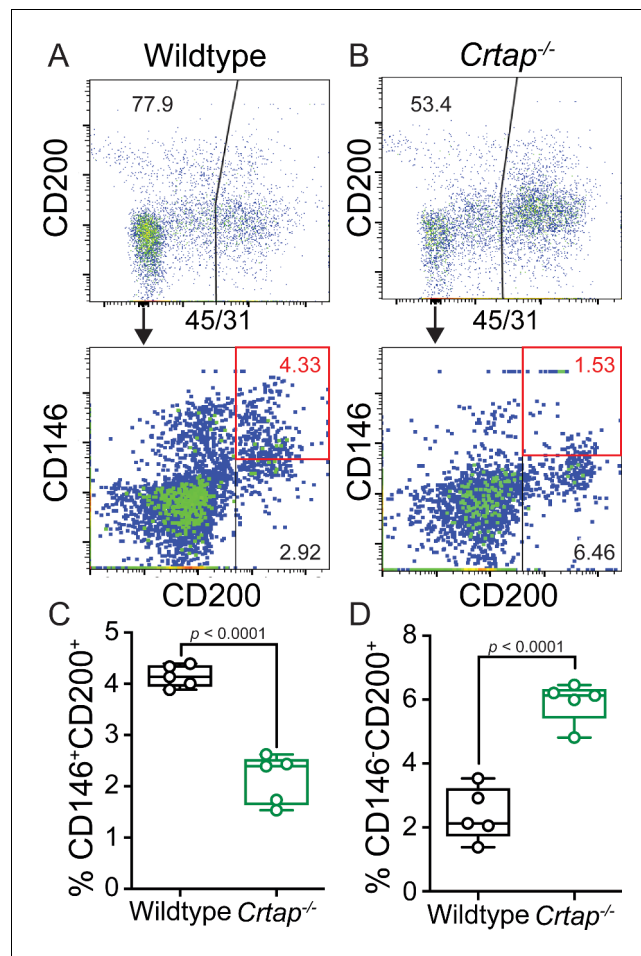 A Wildtype B Crtap-/-
77.9 53.4
CD200 CD200
45/31 45/31
4.33 1.53
CD146 CD146
2.92 6.46
CD200 CD200
C D
p < 0.0001 p < 0.0001
% CD146+CD200+
5
4
3
2
1
0
Wildtype Crtap-/-
% CD146-CD200+
8
6
4
2
0
Wildtype Crtap-/-